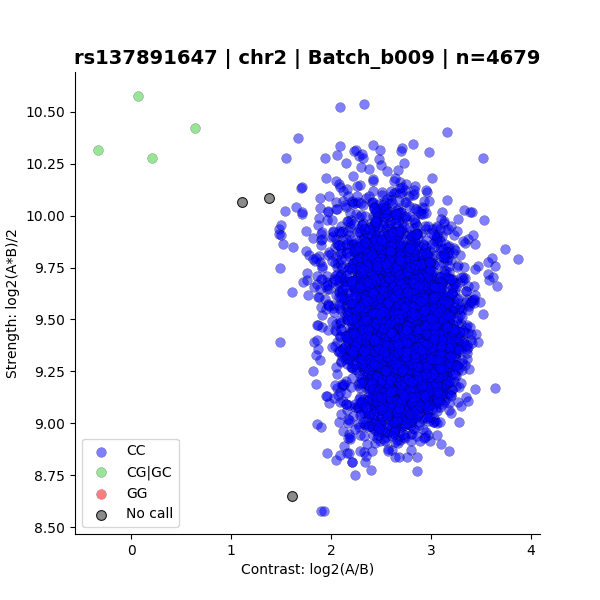 rs137891647 | chr2 | Batch_b009 | n=4679
Strength: log2(A*B)/2
10.50
10.25
10.00
9.75
9.50
9.25
9.00
8.75
8.50
CC
CG|GC
GG
No call
0
1
2
3
4
Contrast: log2(A/B)